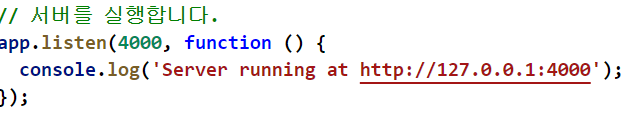 // 서버를 실행합니다.
app.listen(4000, function () {
  console.log('Server running at http://127.0.0.1:4000');
});